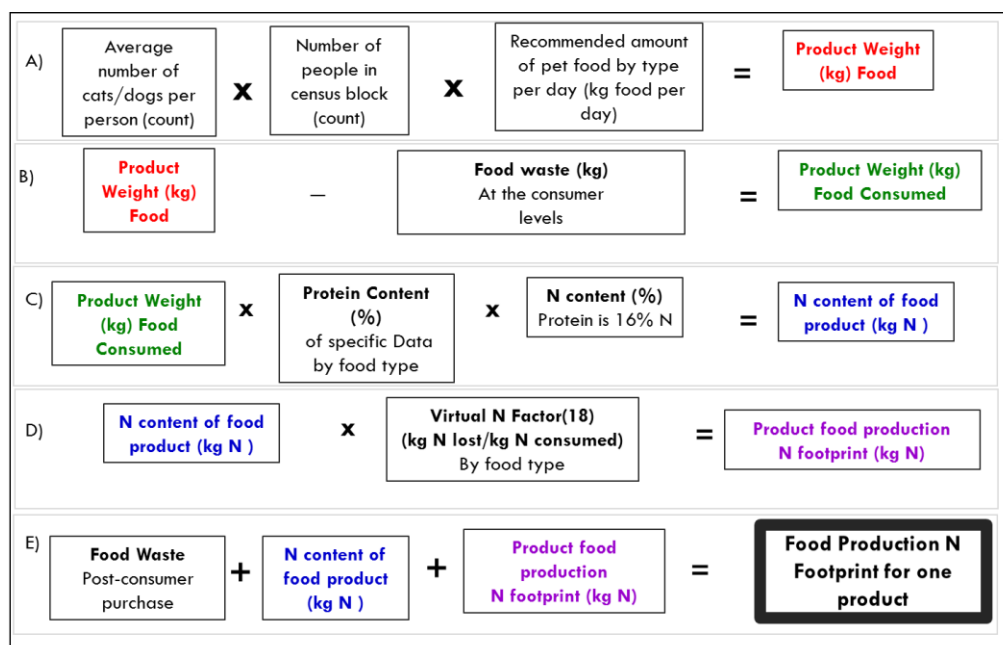 A)
Average
number of
cats/dogs per
person (count)
x
Number of
people in
census block
(count)
x
Recommended amount
of pet food by type
per day (kg food per
day)
=
Product Weight
(kg) Food
B)
Product
Weight (kg)
Food
–
Food waste (kg)
At the consumer
levels
=
Product Weight (kg)
Food Consumed
C)
Product Weight
(kg) Food
Consumed
x
Protein Content
(%)
of specific Data
by food type
x
N content (%)
Protein is 16% N
=
N content of food
product (kg N )
D)
N content of food
product (kg N )
x
Virtual N Factor(18)
(kg N lost/kg N consumed)
By food type
=
Product food production
N footprint (kg N)
E)
Food Waste
Post-consumer
purchase
+
N content of
food product
(kg N )
+
Product food
production
N footprint (kg N)
=
Food Production N
Footprint for one
product